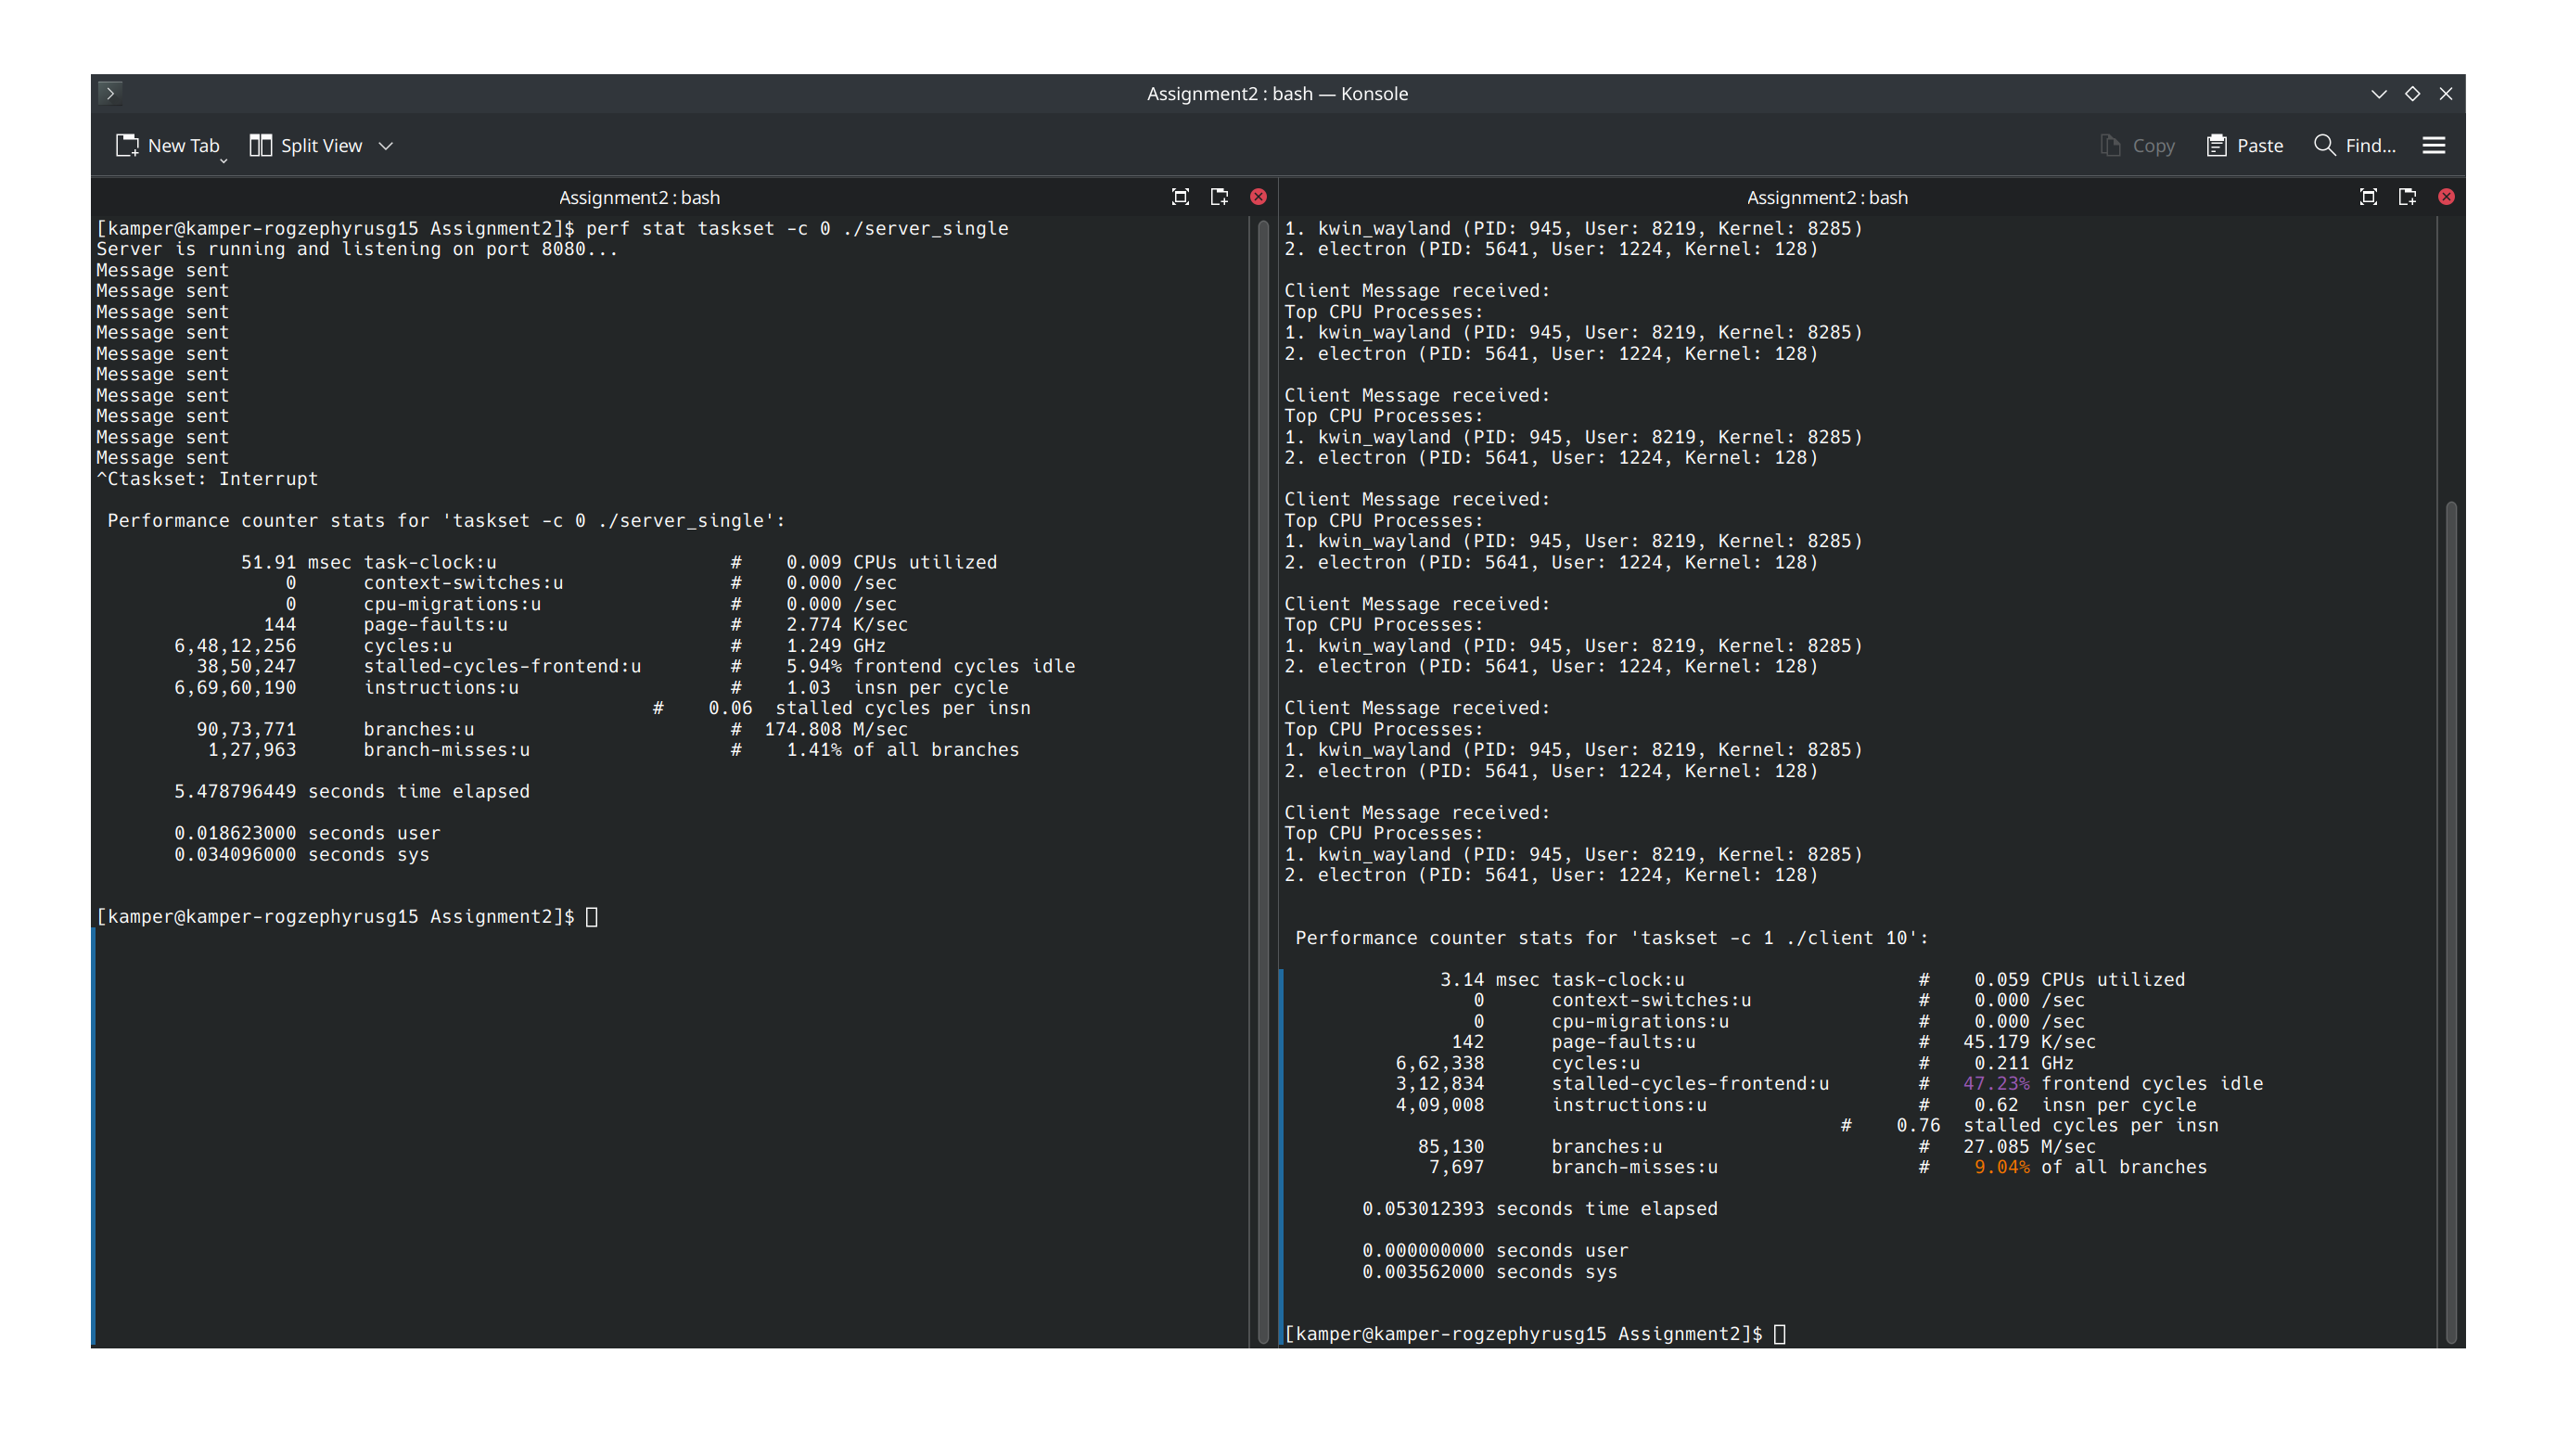 Assignment2 : bash — Konsole
New Tab
Split View
Copy
Paste
Find...
Assignment2 : bash
[kamper@kamper-rogzephyrusg15 Assignment2]$ perf stat taskset -c 0 ./server_single
Server is running and listening on port 8080...
Message sent
Message sent
Message sent
Message sent
Message sent
Message sent
Message sent
Message sent
Message sent
Message sent
^Ctaskset: Interrupt
Performance counter stats for 'taskset -c 0 ./server_single':
51.91 msec task-clock:u # 0.009 CPUs utilized
0 context-switches:u # 0.000 /sec
0 cpu-migrations:u # 0.000 /sec
144 page-faults:u # 2.774 K/sec
6,48,12,256 cycles:u # 1.249 GHz
38,50,247 stalled-cycles-frontend:u # 5.94% frontend cycles idle
6,69,60,190 instructions:u # 1.03 insn per cycle
# 0.06 stalled cycles per insn
90,73,771 branches:u # 174.808 M/sec
1,27,963 branch-misses:u # 1.41% of all branches
5.478796449 seconds time elapsed
0.018623000 seconds user
0.034096000 seconds sys
[kamper@kamper-rogzephyrusg15 Assignment2]$
Assignment2 : bash
1. kwin_wayland (PID: 945, User: 8219, Kernel: 8285)
2. electron (PID: 5641, User: 1224, Kernel: 128)
Client Message received:
Top CPU Processes:
1. kwin_wayland (PID: 945, User: 8219, Kernel: 8285)
2. electron (PID: 5641, User: 1224, Kernel: 128)
Client Message received:
Top CPU Processes:
1. kwin_wayland (PID: 945, User: 8219, Kernel: 8285)
2. electron (PID: 5641, User: 1224, Kernel: 128)
Client Message received:
Top CPU Processes:
1. kwin_wayland (PID: 945, User: 8219, Kernel: 8285)
2. electron (PID: 5641, User: 1224, Kernel: 128)
Client Message received:
Top CPU Processes:
1. kwin_wayland (PID: 945, User: 8219, Kernel: 8285)
2. electron (PID: 5641, User: 1224, Kernel: 128)
Client Message received:
Top CPU Processes:
1. kwin_wayland (PID: 945, User: 8219, Kernel: 8285)
2. electron (PID: 5641, User: 1224, Kernel: 128)
Client Message received:
Top CPU Processes:
1. kwin_wayland (PID: 945, User: 8219, Kernel: 8285)
2. electron (PID: 5641, User: 1224, Kernel: 128)
Performance counter stats for 'taskset -c 1 ./client 10':
3.14 msec task-clock:u # 0.059 CPUs utilized
0 context-switches:u # 0.000 /sec
0 cpu-migrations:u # 0.000 /sec
142 page-faults:u # 45.179 K/sec
6,62,338 cycles:u # 0.211 GHz
3,12,834 stalled-cycles-frontend:u # 47.23% frontend cycles idle
4,09,008 instructions:u # 0.62 insn per cycle
# 0.76 stalled cycles per insn
85,130 branches:u # 27.085 M/sec
7,697 branch-misses:u # 9.04% of all branches
0.053012393 seconds time elapsed
0.000000000 seconds user
0.003562000 seconds sys
[kamper@kamper-rogzephyrusg15 Assignment2]$